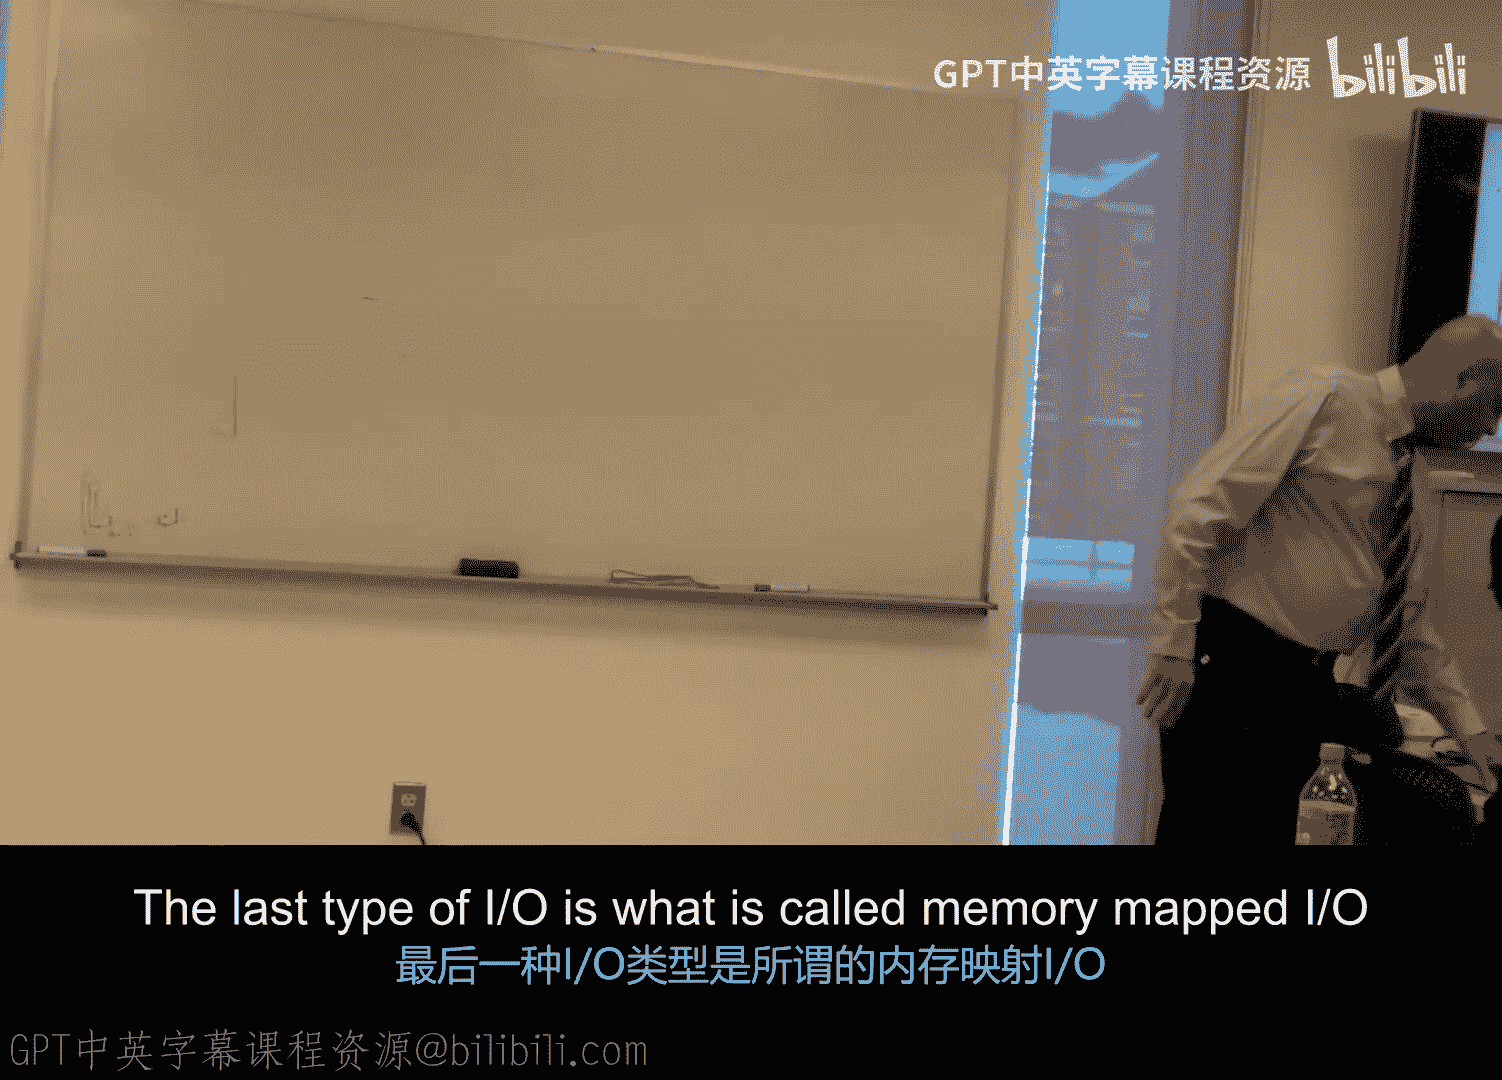 GPT中英字幕课程资源 bilibili
The last type of I/O is what is called memory mapped I/O
最后一种I/O类型是所谓的内存映射I/O
GPT中英字幕课程资源@bilibili.com